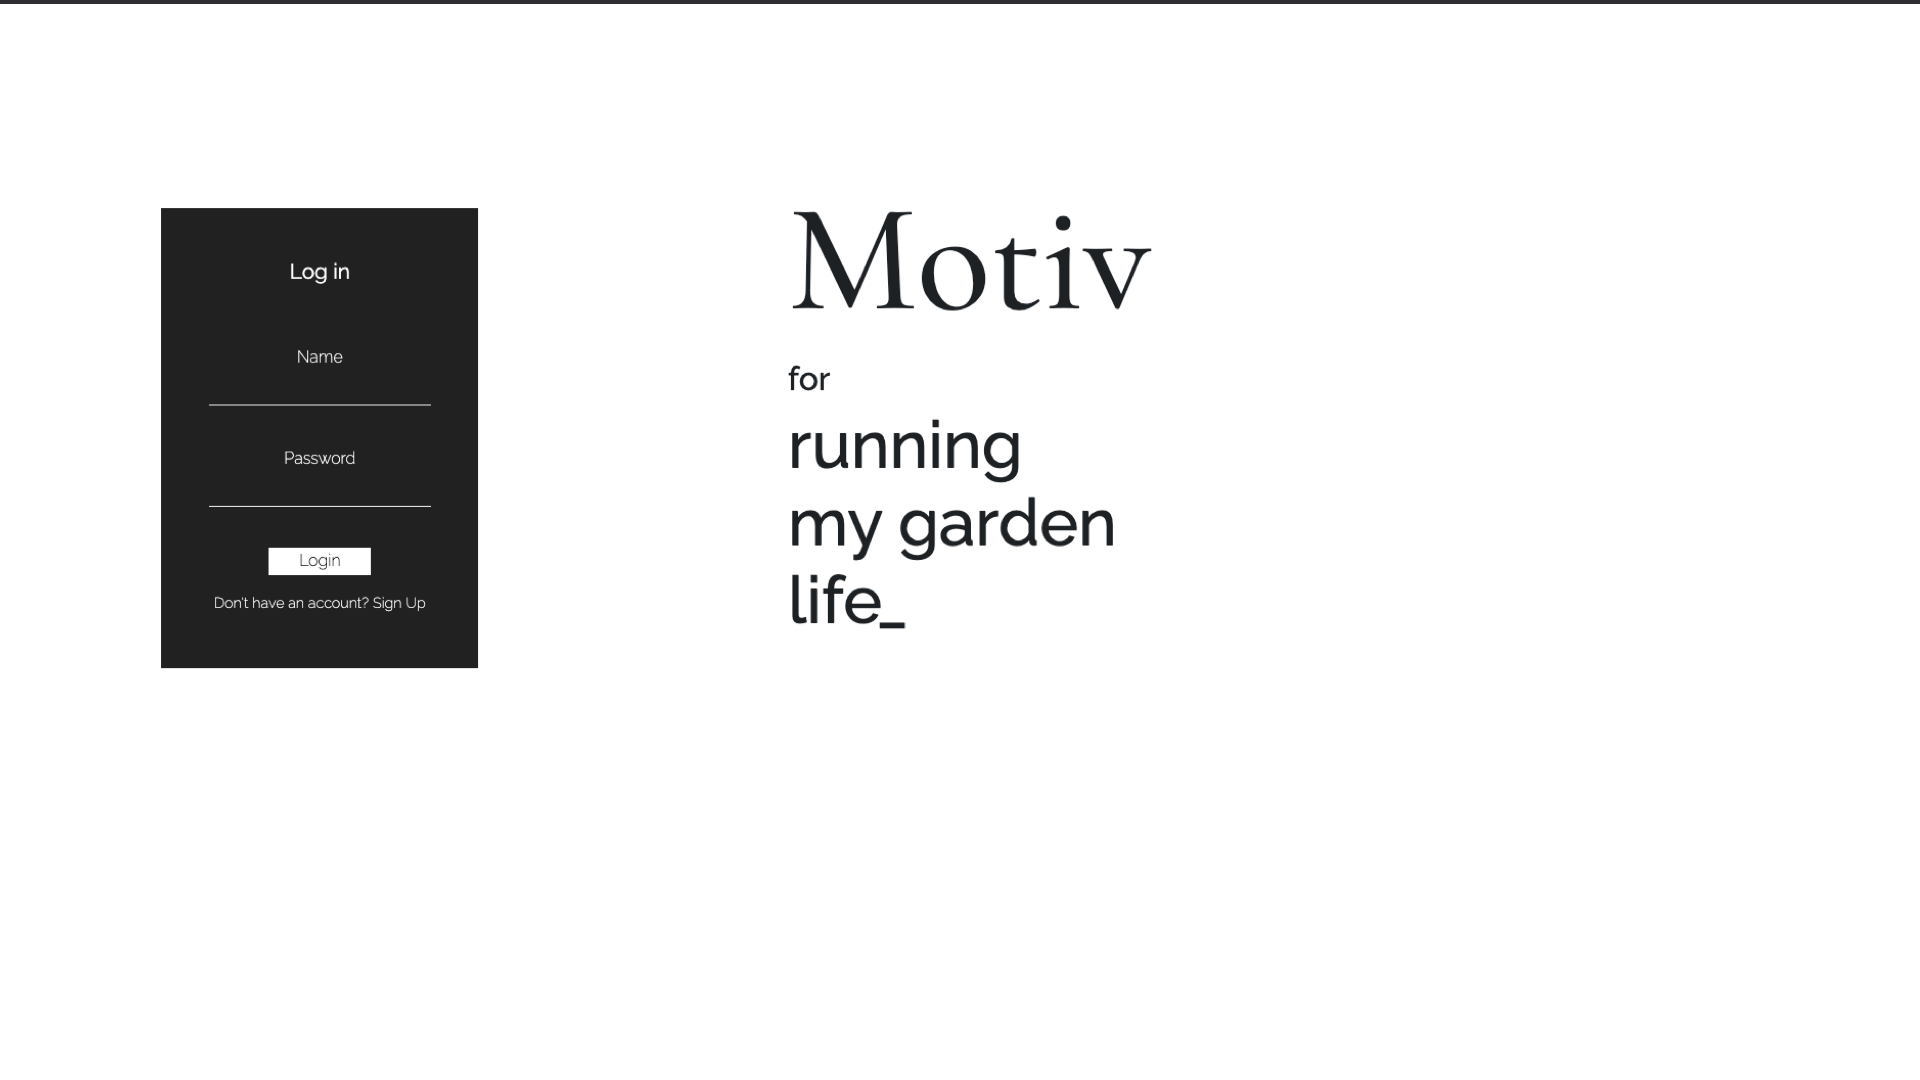 Log in
Name
Password
Login
Don't have an account? Sign Up
Motiv
for
running
my garden
life_